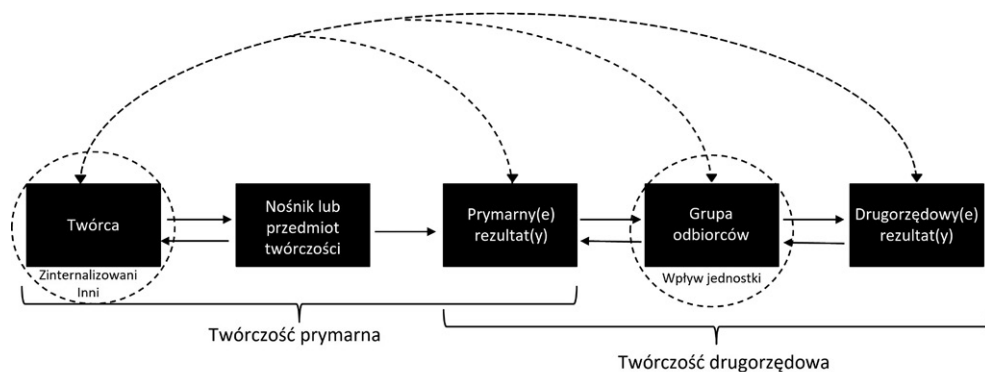 Twórca
Nośnik lub
przedmiot
twórczości
Prymarny(e)
rezultat(y)
Grupa
odbiorców
Drugorzędowy(e)
rezultat(y)
Zinternalizowani
Inni
Wpływ jednostki
Twórczość prymarna
Twórczość drugorzędowa